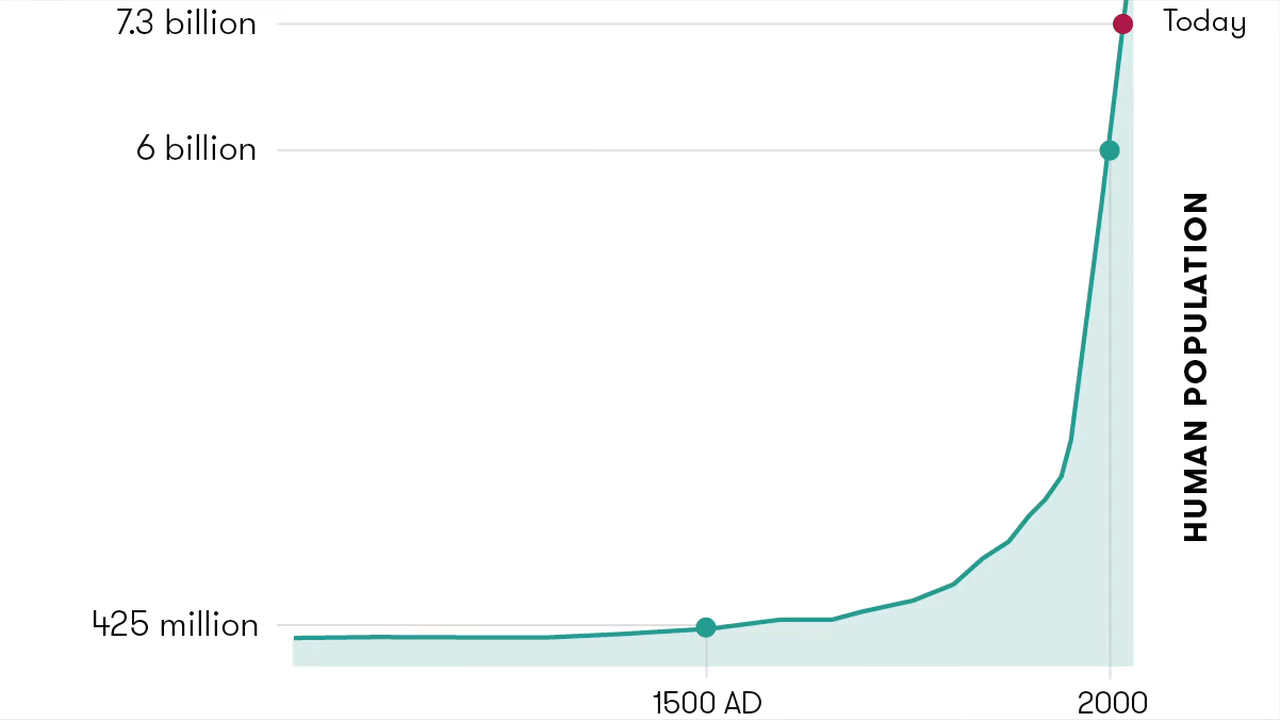 7.3 billion
Today
6 billion
HUMAN POPULATION
425 million
1500 AD
2000